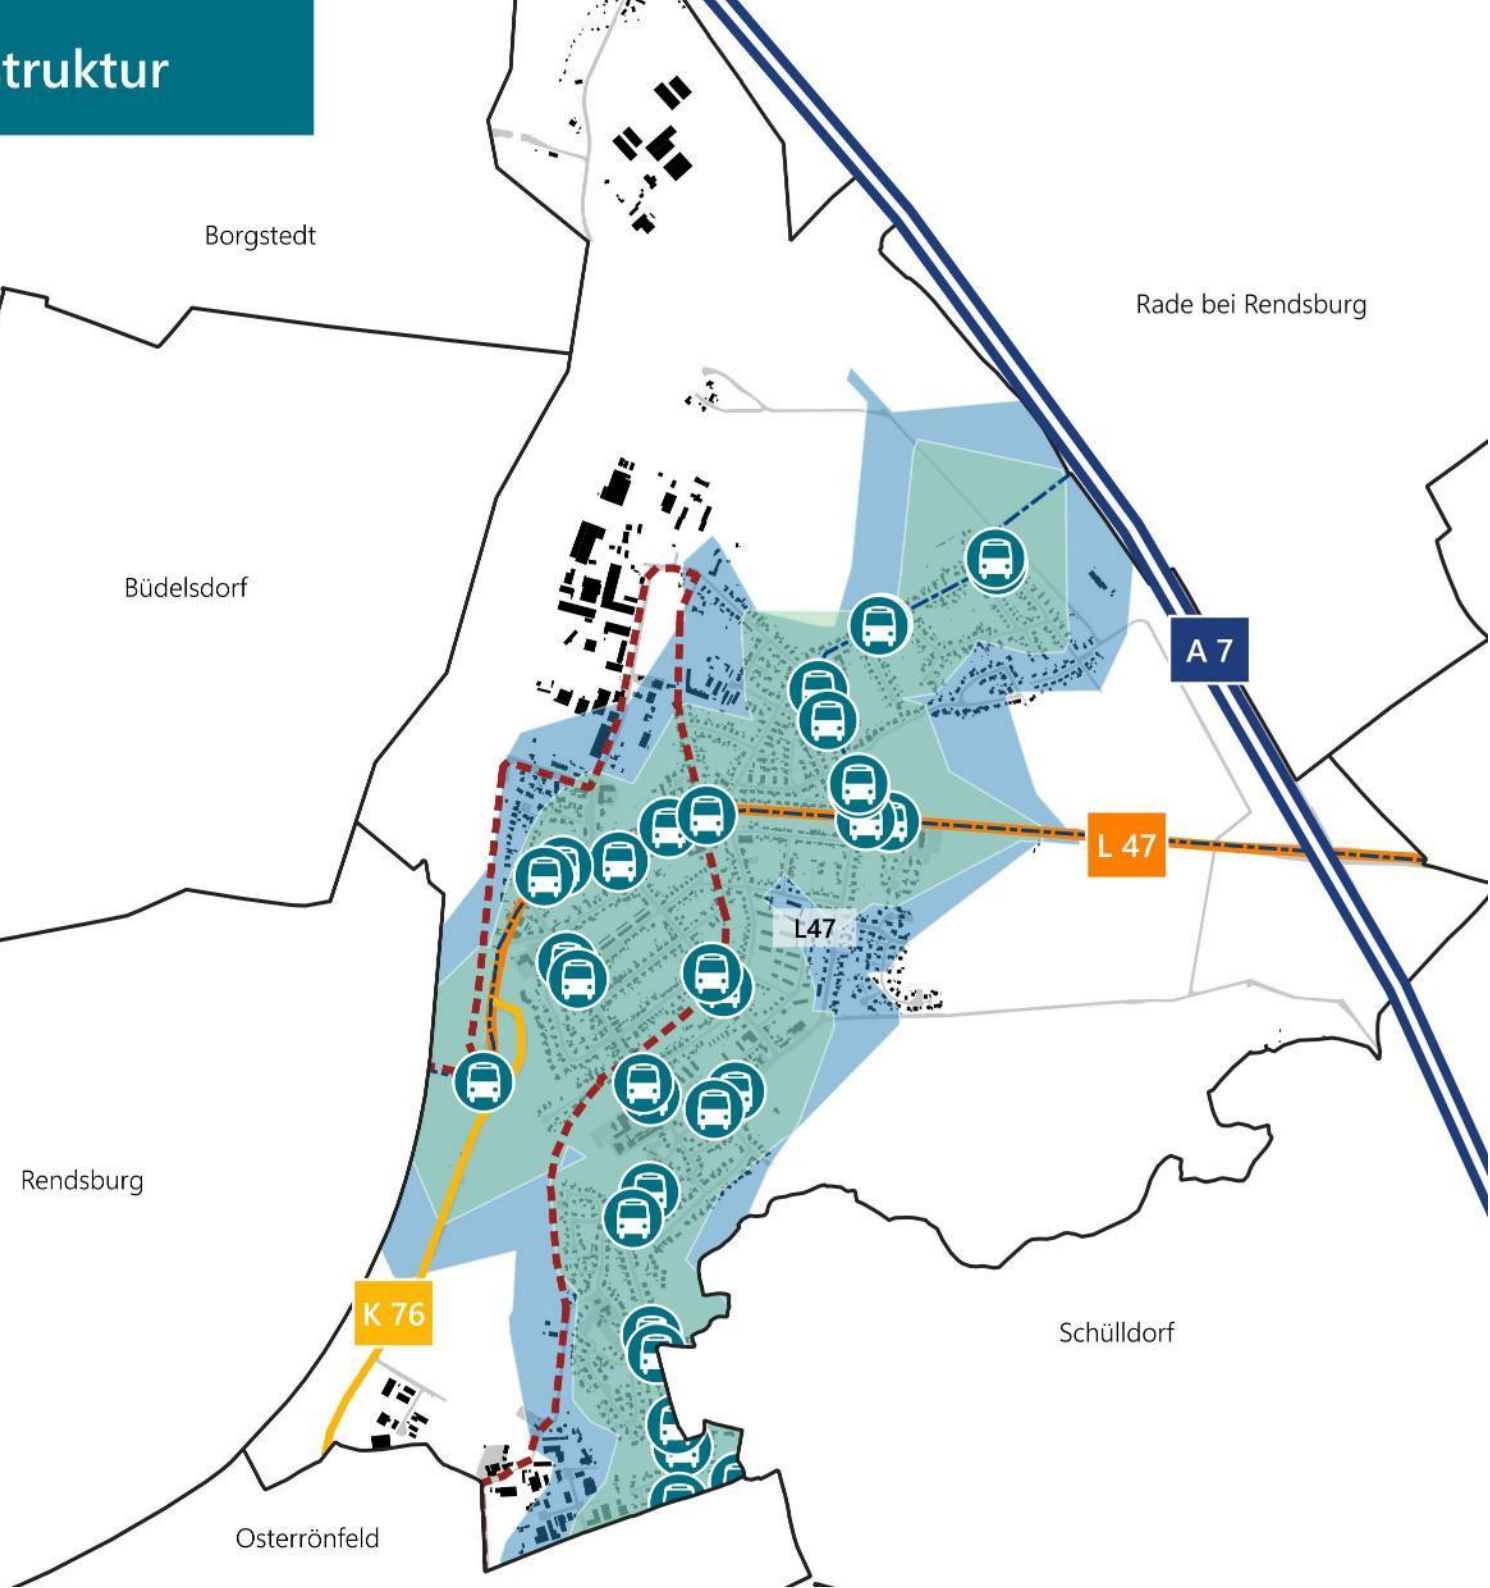 truktur
Borgstedt
Rade bei Rendsburg
Büdelsdorf
A 7
L 47
L47
Rendsburg
K 76
Schülldorf
Osterrönfeld